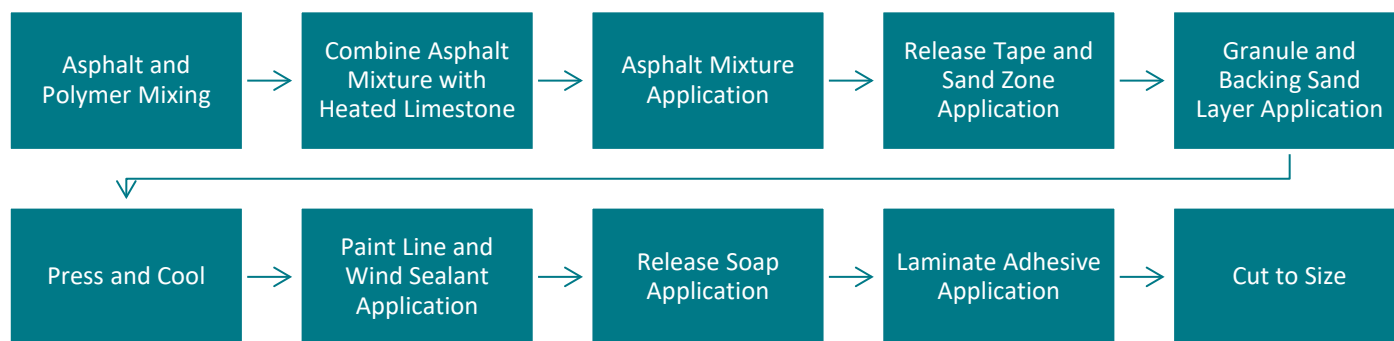 Asphalt and
Polymer Mixing
Combine Asphalt
Mixture with
Heated Limestone
Asphalt Mixture
Application
Release Tape and
Sand Zone
Application
Granule and
Backing Sand
Layer Application
Press and Cool
Paint Line and
Wind Sealant
Application
Release Soap
Application
Laminate Adhesive
Application
Cut to Size